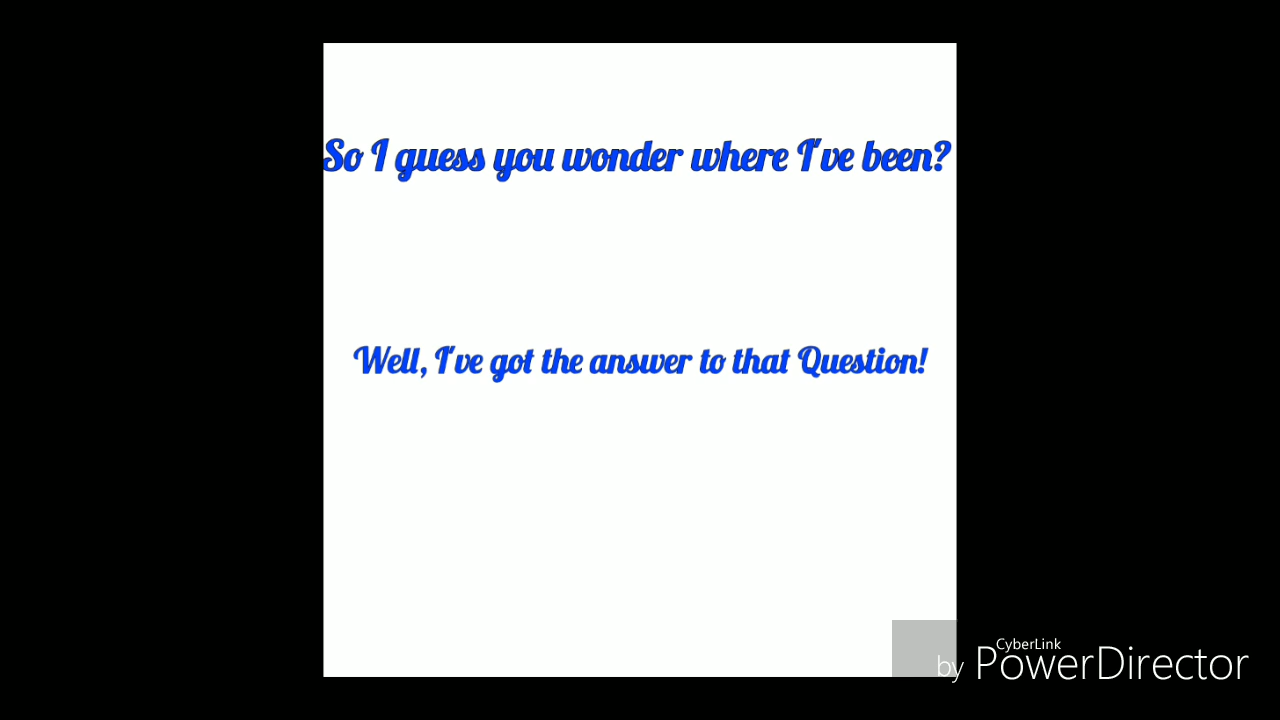 So I guess you wonder where I've been?
Well, I've got the answer to that Question!
CyberLink
by PowerDirector